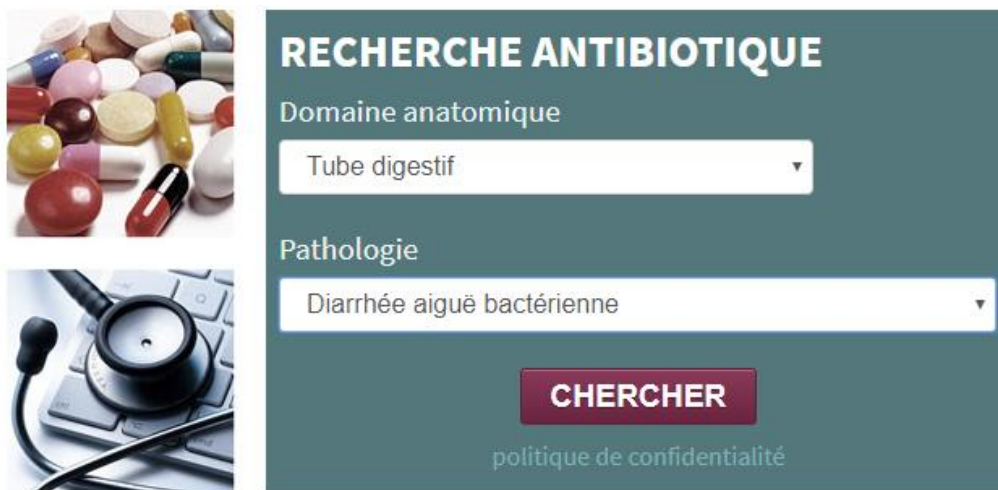 RECHERCHE ANTIBIOTIQUE
Domaine anatomique
Tube digestif
Pathologie
Diarrhée aiguë bactérienne
CHERCHER
politique de confidentialité